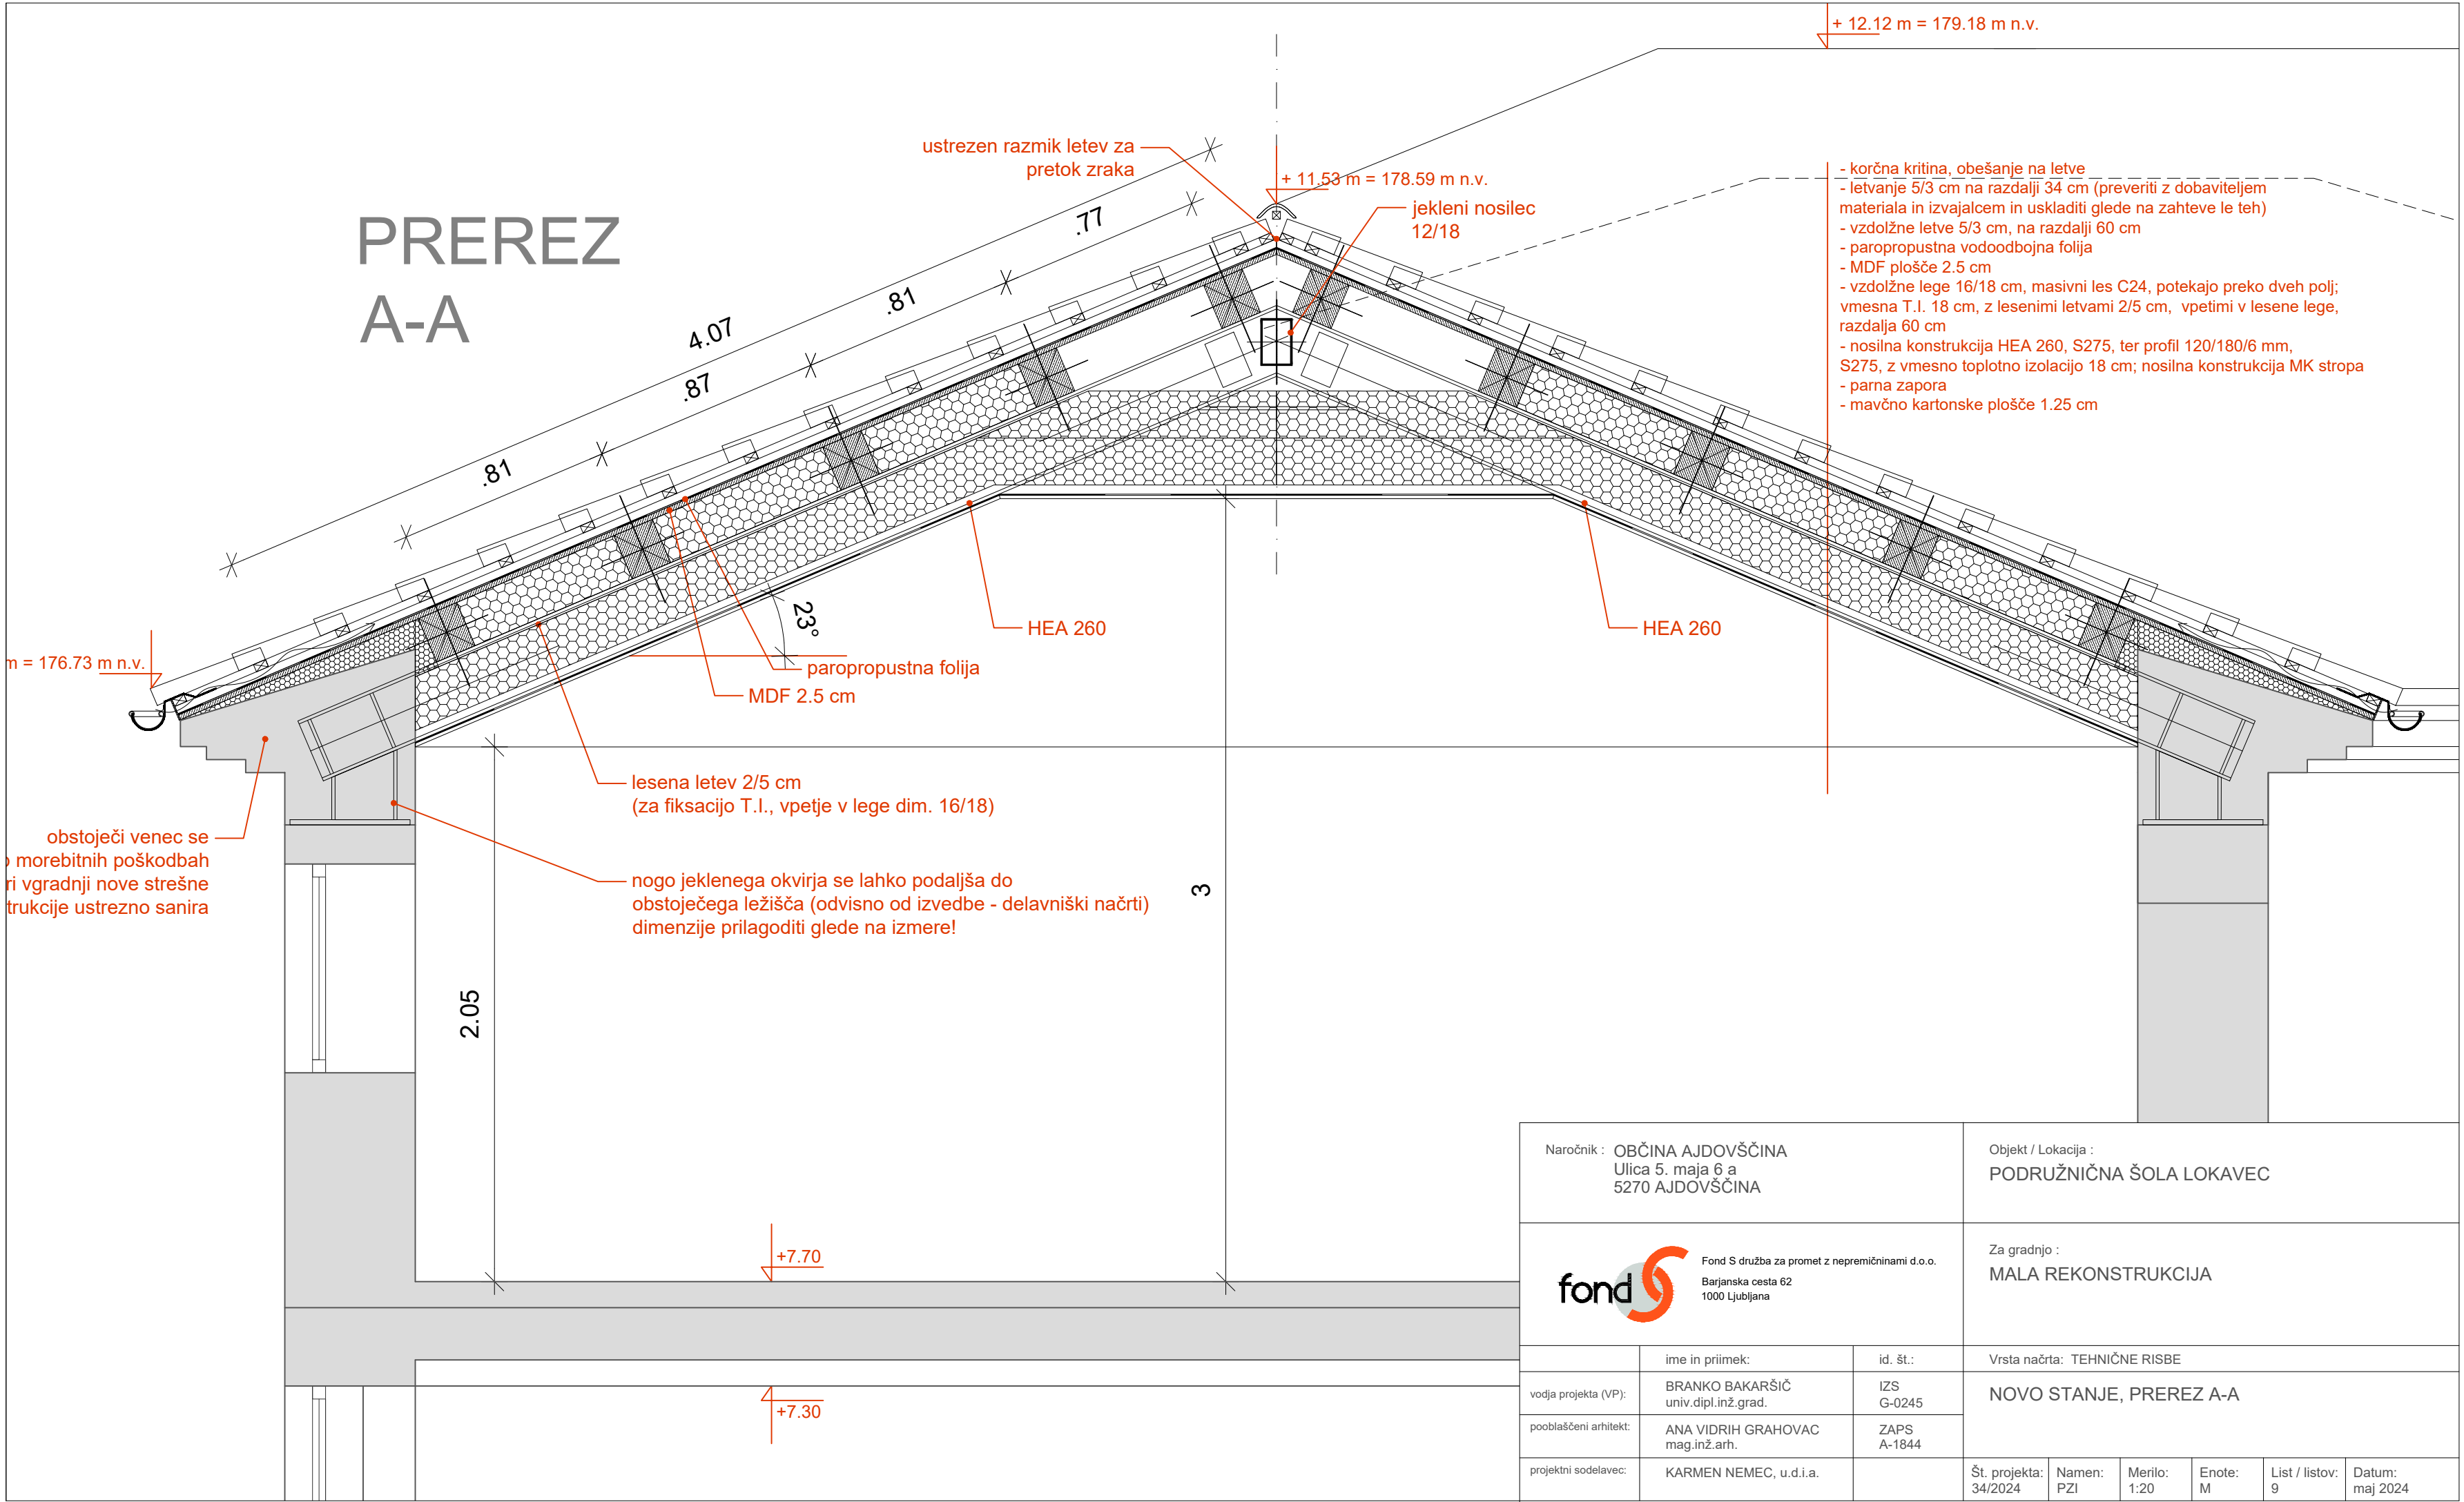 + 12.12 m = 179.18 m n.v.
PREREZ
A-A
ustrezen razmik letev za
pretok zraka
+ 11.53 m = 178.59 m n.v.
jekleni nosilec
12/18
- korčna kritina, obešanje na letve
- letvanje 5/3 cm na razdalji 34 cm (preveriti z dobaviteljem
materiala in izvajalcem in uskladiti glede na zahteve le teh)
- vzdolžne letve 5/3 cm, na razdalji 60 cm
- paropropustna vodoodbojna folija
- MDF plošče 2.5 cm
- vzdolžne lege 16/18 cm, masivni les C24, potekajo preko dveh polj;
vmesna T.I. 18 cm, z lesenimi letvami 2/5 cm, vpetimi v lesene lege,
razdalja 60 cm
- nosilna konstrukcija HEA 260, S275, ter profil 120/180/6 mm,
S275, z vmesno toplotno izolacijo 18 cm; nosilna konstrukcija MK stropa
- parna zapora
- mavčno kartonske plošče 1.25 cm
.77
.81
4.07
.87
.81
23°
HEA 260
HEA 260
m = 176.73 m n.v.
paropropustna folija
MDF 2.5 cm
lesena letev 2/5 cm
(za fiksacijo T.I., vpetje v lege dim. 16/18)
obstoječi venec se
morebitnih poškodbah
ri vgradnji nove strešne
trukcije ustrezno sanira
nogo jeklenega okvirja se lahko podaljša do
obstoječega ležišča (odvisno od izvedbe - delavniški načrti)
dimenzije prilagoditi glede na izmere!
3
2.05
+7.70
+7.30
Naročnik : OBČINA AJDOVŠČINA
Ulica 5. maja 6 a
5270 AJDOVŠČINA
Objekt / Lokacija :
PODRUŽNIČNA ŠOLA LOKAVEC
fond S
Fond S družba za promet z nepremičninami d.o.o.
Barjanska cesta 62
1000 Ljubljana
Za gradnjo :
MALA REKONSTRUKCIJA
ime in priimek: id. št.:
Vrsta načrta: TEHNIČNE RISBE
vodja projekta (VP): BRANKO BAKARŠIČ IZS
univ.dipl.inž.grad. G-0245
NOVO STANJE, PREREZ A-A
pooblaščeni arhitekt: ANA VIDRIH GRAHOVAC ZAPS
mag.inž.arh. A-1844
projektni sodelavec: KARMEN NEMEC, u.d.i.a.
Št. projekta: Namen: Merilo: Enote: List / listov: Datum:
34/2024 PZI 1:20 M 9 maj 2024